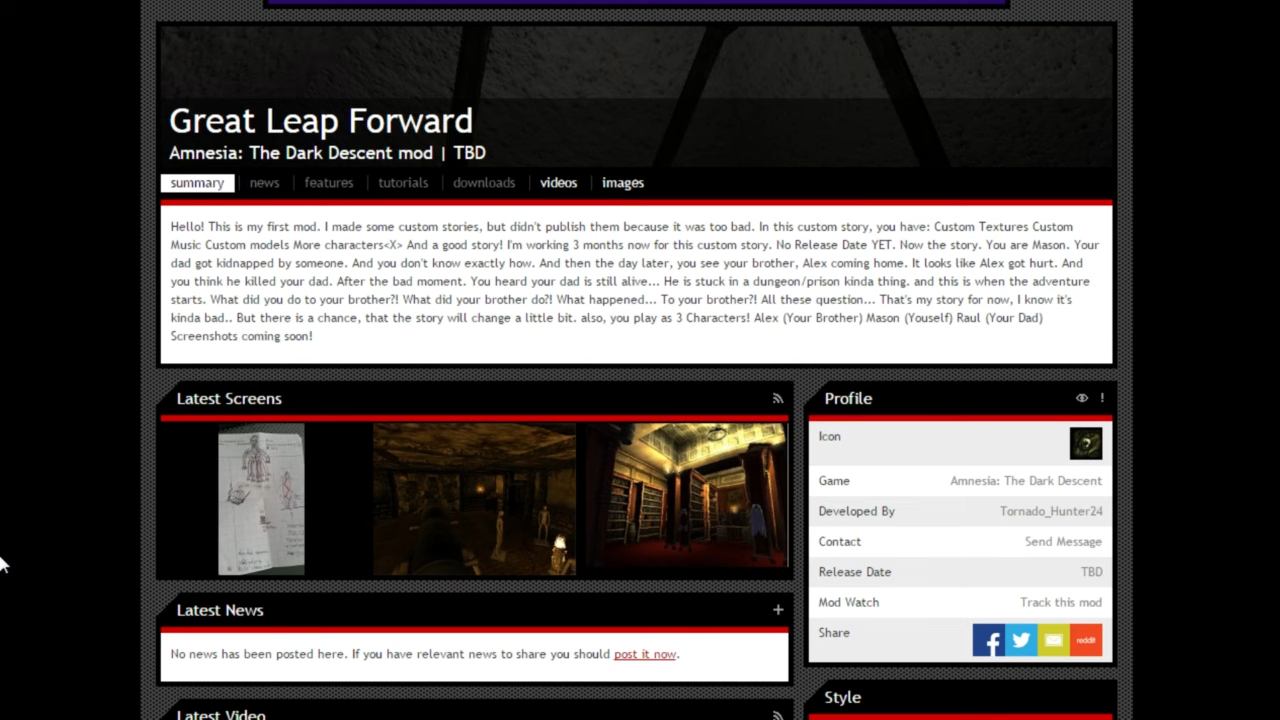 Great Leap Forward
Amnesia: The Dark Descent mod | TBD
summary news features tutorials downloads videos images
Hello! This is my first mod. I made some custom stories, but didn't publish them because it was too bad. In this custom story, you have: Custom Textures Custom
Music Custom models More characters<X> And a good story! I'm working 3 months now for this custom story. No Release Date YET. Now the story. You are Mason. Your
dad got kidnapped by someone. And you don't know exactly how. And then the day later, you see your brother, Alex coming home. It looks like Alex got hurt. And
you think he killed your dad. After the bad moment. You heard your dad is still alive... He is stuck in a dungeon/prison kinda thing. and this is when the adventure
starts. What did you do to your brother?! What did your brother do?! What happened... To your brother?! All these question... That's my story for now, I know it's
kinda bad.. But there is a chance, that the story will change a little bit. also, you play as 3 Characters! Alex (Your Brother) Mason (Youself) Raul (Your Dad)
Screenshots coming soon!
Latest Screens
Latest News
No news has been posted here. If you have relevant news to share you should post it now.
Latest Video
Profile
Icon
Game Amnesia: The Dark Descent
Developed By Tornado_Hunter24
Contact Send Message
Release Date TBD
Mod Watch Track this mod
Share reddit
Style